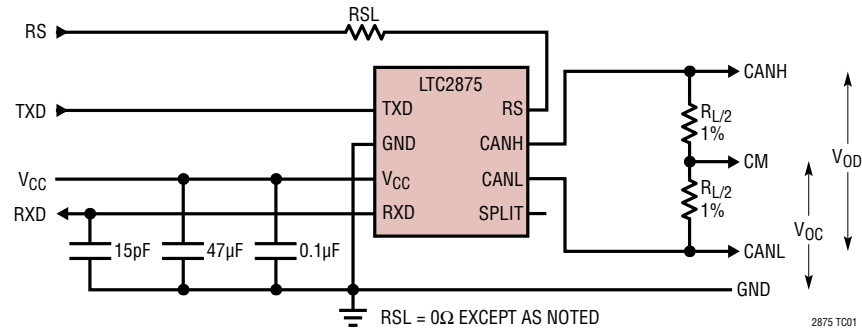 RSL
RS
LTC2875
TXD
TXD
RS
GND
CANH
VCC
VCC
CANL
RXD
RXD
SPLIT
15pF
47µF
0.1µF
CANH
RL/2
1%
CM
RL/2
1%
CANL
VOD
VOC
GND
RSL = 0Ω EXCEPT AS NOTED
2875 TC01